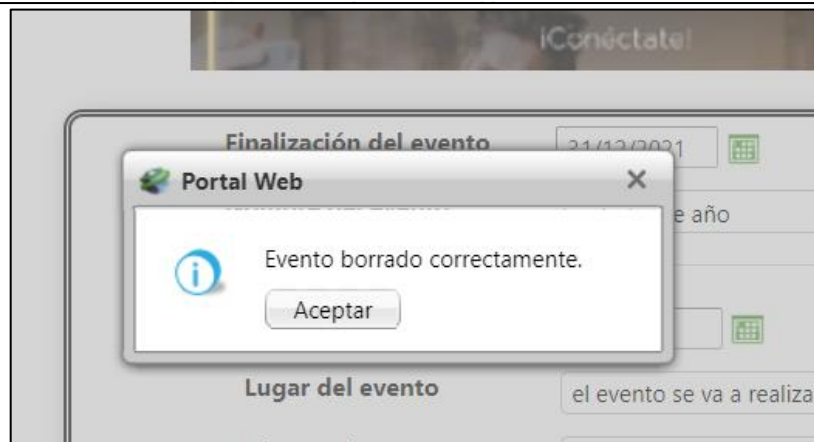 ¡Conéctate!
Finalización del evento 31/12/2021
Portal Web
e año
Evento borrado correctamente.
Aceptar
Lugar del evento el evento se va a realiza